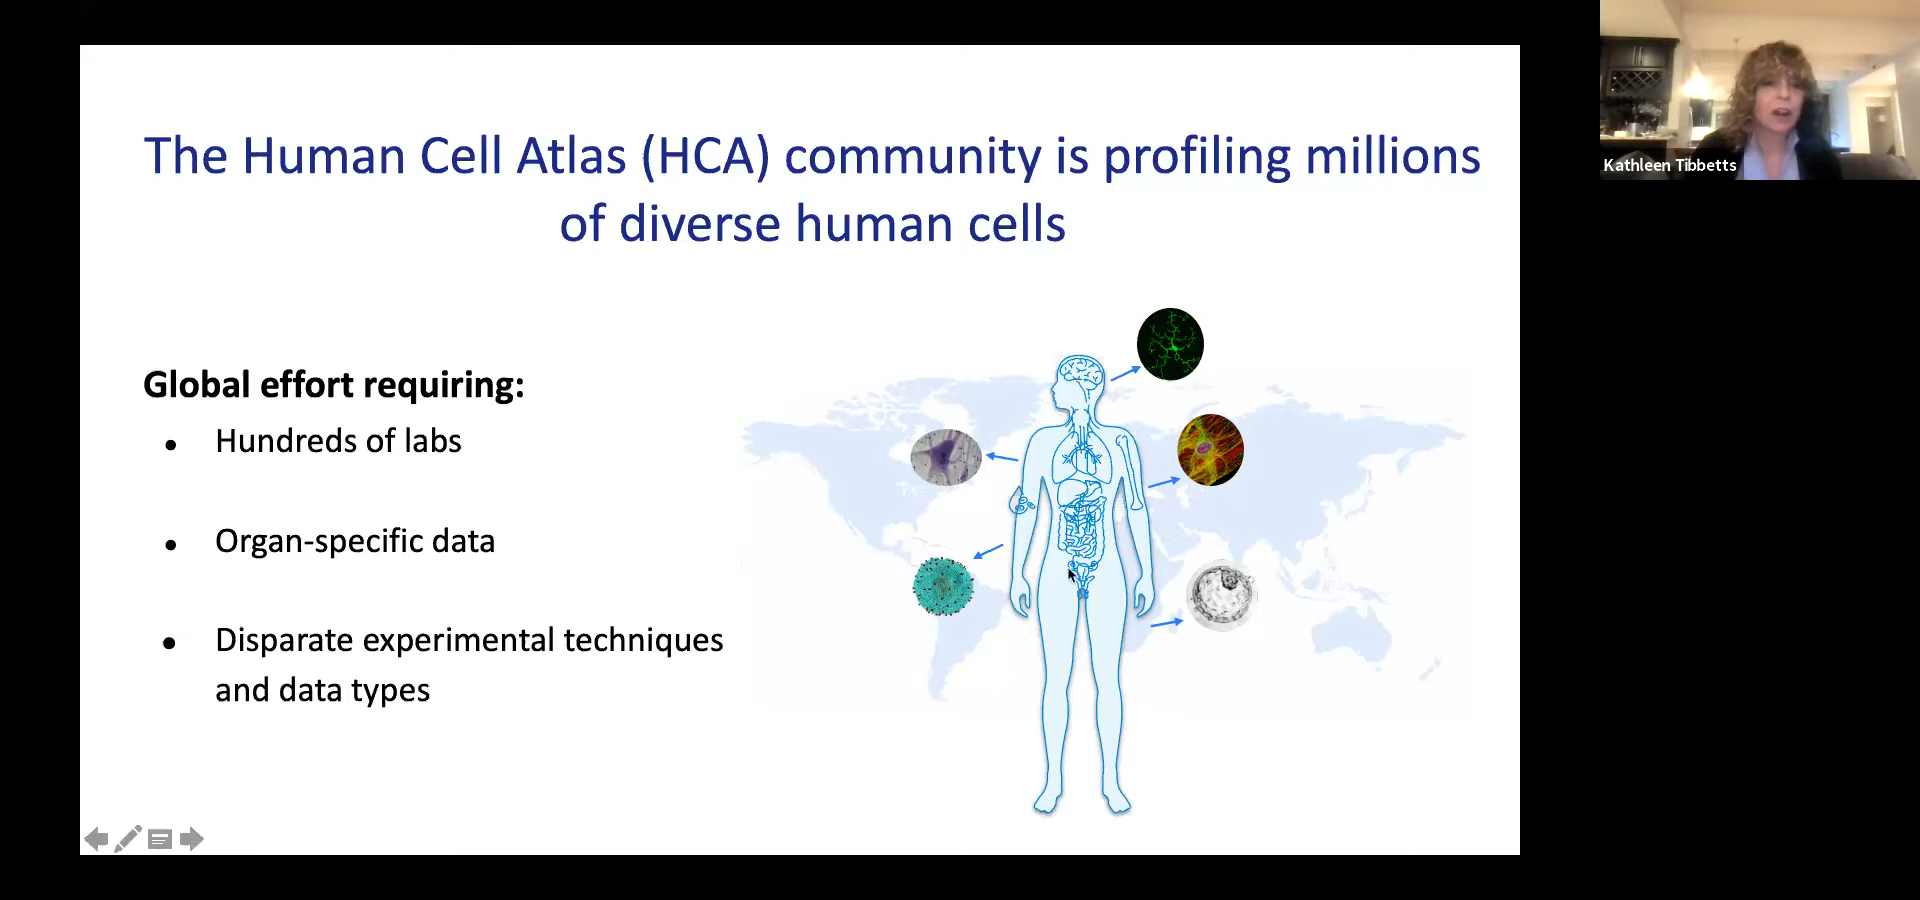 The Human Cell Atlas (HCA) community is profiling millions
of diverse human cells
Global effort requiring:
• Hundreds of labs
• Organ-specific data
• Disparate experimental techniques
and data types
Kathleen Tibbetts